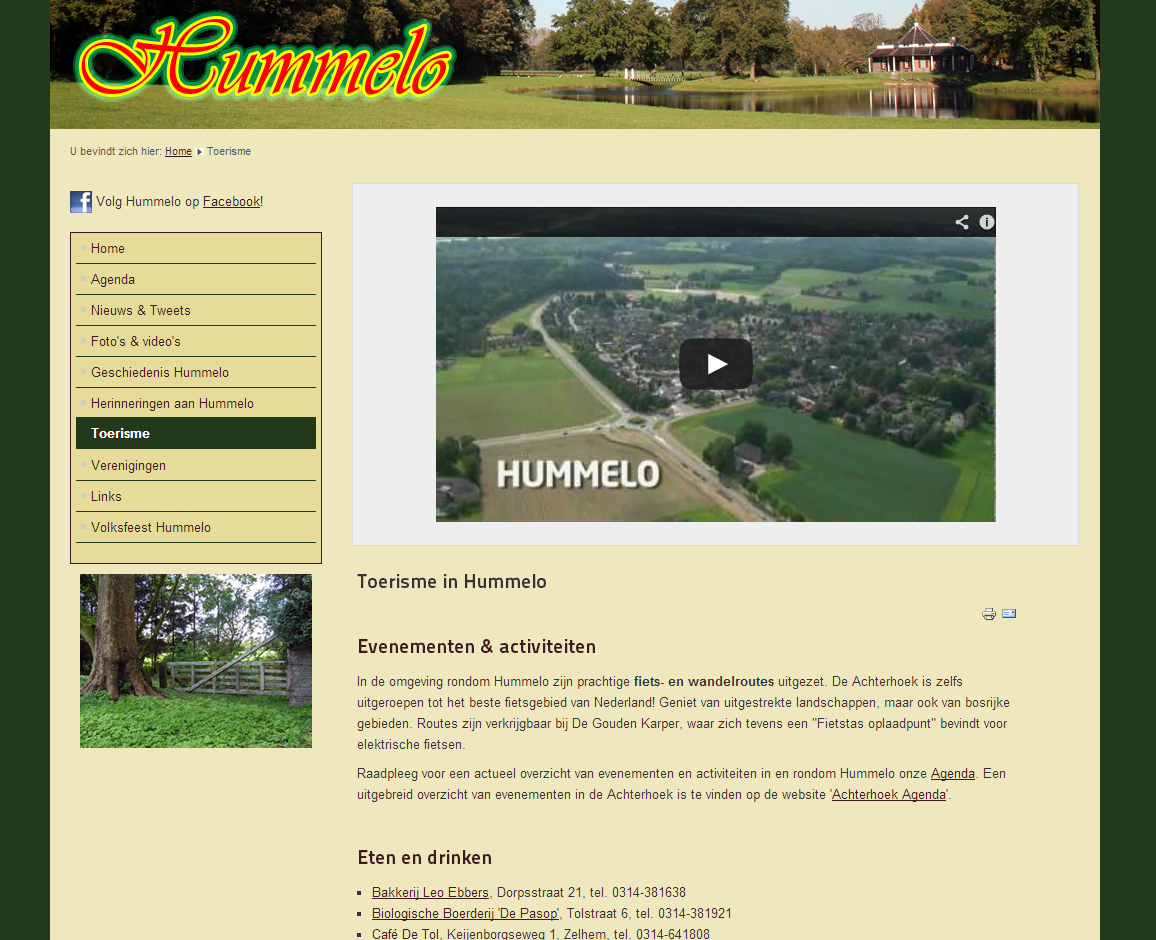 Hummelo
U bevindt zich hier: Home Toerisme
Volg Hummelo op Facebook!
Home
Agenda
Nieuws & Tweets
Foto's & video's
Geschiedenis Hummelo
Herinneringen aan Hummelo
Toerisme
Verenigingen
Links
Volksfeest Hummelo
HUMMELO
Toerisme in Hummelo
Evenementen & activiteiten
In de omgeving rondom Hummelo zijn prachtige fiets- en wandelroutes uitgezet. De Achterhoek is zelfs
uitgeroepen tot het beste fietsgebied van Nederland! Geniet van uitgestrekte landschappen, maar ook van bosrijke
gebieden. Routes zijn verkrijgbaar bij De Gouden Karper, waar zich tevens een "Fietstas oplaadpunt" bevindt voor
elektrische fietsen.
Raadpleeg voor een actueel overzicht van evenementen en activiteiten in en rondom Hummelo onze Agenda. Een
uitgebreid overzicht van evenementen in de Achterhoek is te vinden op de website 'Achterhoek Agenda'.
Eten en drinken
Bakkerij Leo Ebbers, Dorpsstraat 21, tel. 0314-381638
Biologische Boerderij 'De Pasop', Tolstraat 6, tel. 0314-381921
Café De Tol, Keijenborgseweg 1, Zelhem, tel. 0314-641808